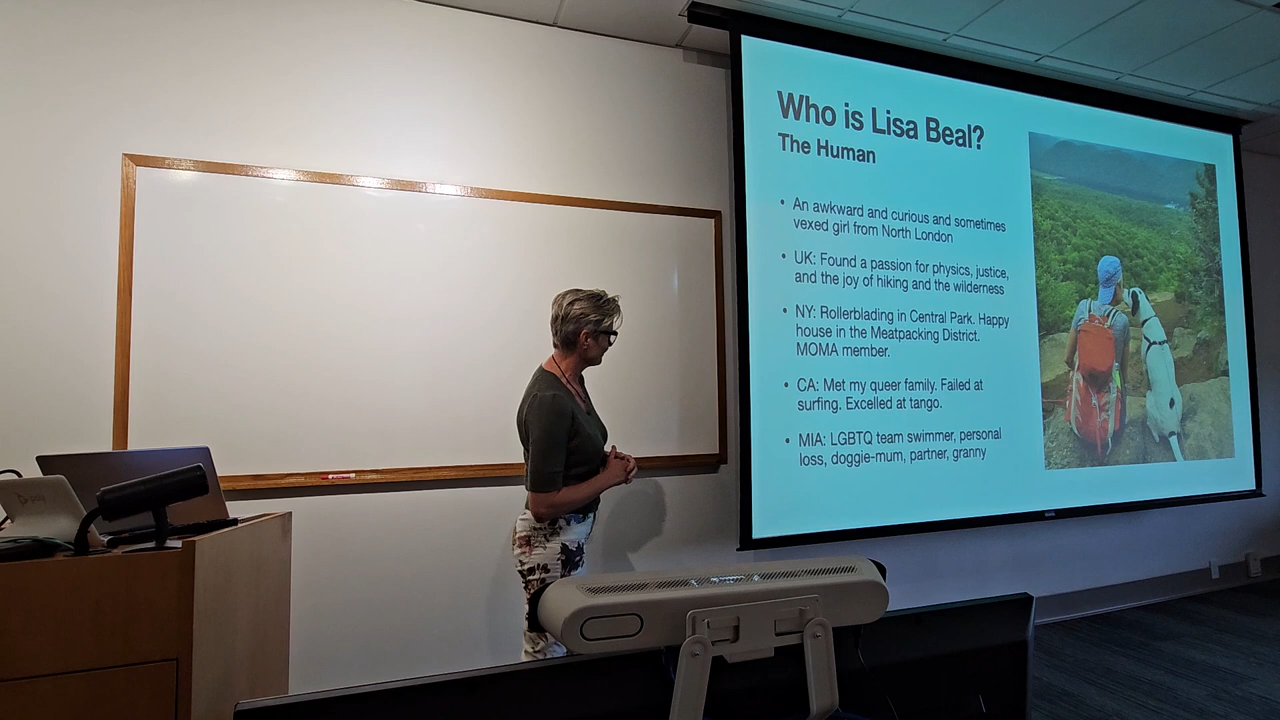 Who is Lisa Beal?
The Human
• An awkward and curious and sometimes
vexed girl from North London
• UK: Found a passion for physics, justice,
and the joy of hiking and the wilderness
• NY: Rollerblading in Central Park. Happy
house in the Meatpacking District.
MOMA member.
• CA: Met my queer family. Failed at
surfing. Excelled at tango.
• MIA: LGBTQ team swimmer, personal
loss, doggie-mum, partner, granny
poly